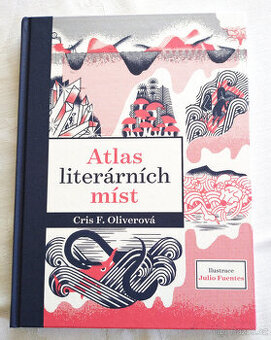 Atlas
literárních
míst
Cris F. Oliverová
Ilustrace
Julio Fuentes